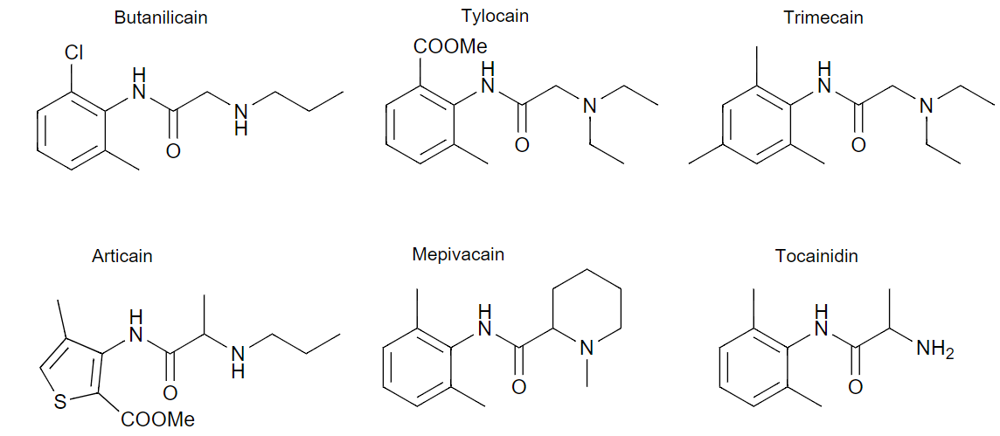 Butanilicain
Cl
H
N
O
N
H
Tylocain
COOMe
H
N
O
N
Trimecain
H
N
O
N
Articain
H
N
O
N
H
S
COOMe
Mepivacain
H
N
O
N
Tocainidin
H
N
O
NH2